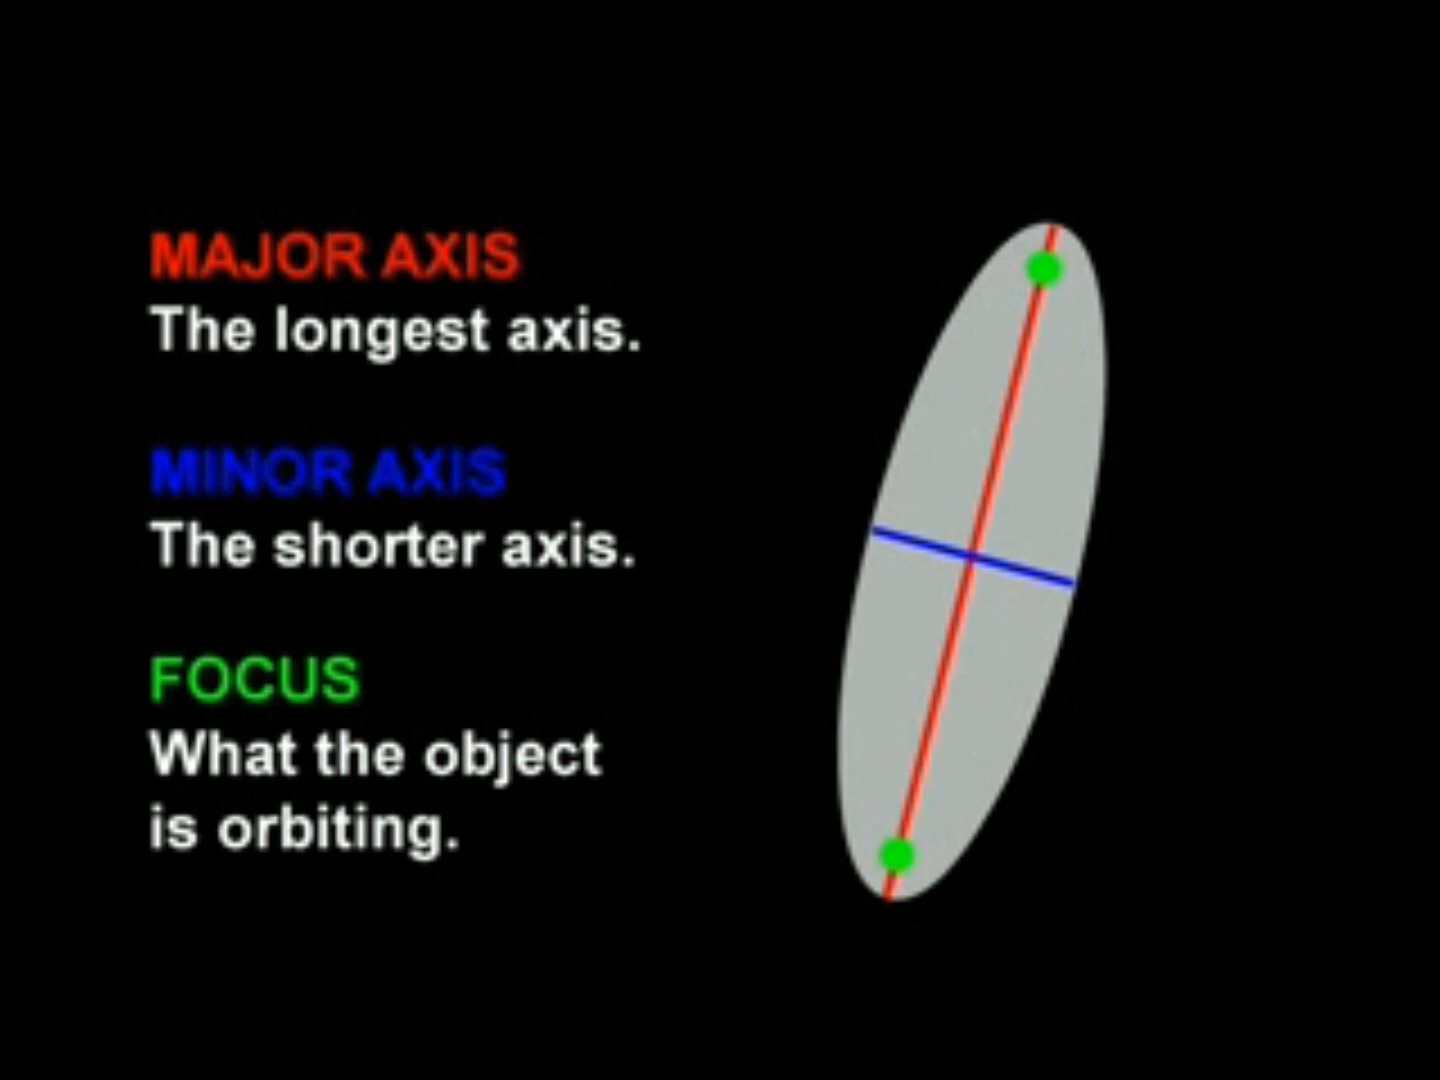 MAJOR AXIS
The longest axis.
MINOR AXIS
The shorter axis.
FOCUS
What the object
is orbiting.